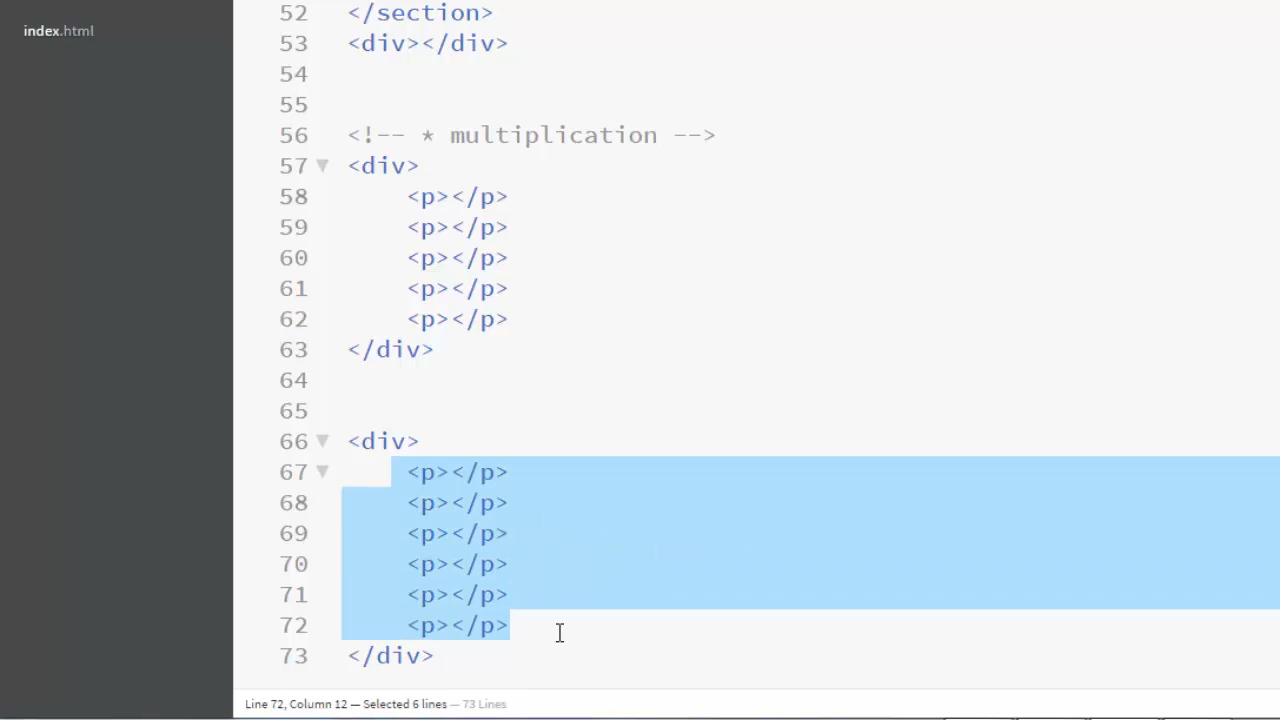 index.html
52 </section>
53 <div></div>
54
55
56 <!-- * multiplication -->
57 <div>
58 <p></p>
59 <p></p>
60 <p></p>
61 <p></p>
62 <p></p>
63 </div>
64
65
66 <div>
67 <p></p>
68 <p></p>
69 <p></p>
70 <p></p>
71 <p></p>
72 <p></p>
73 </div>
Line 72, Column 12 — Selected 6 lines — 73 Lines